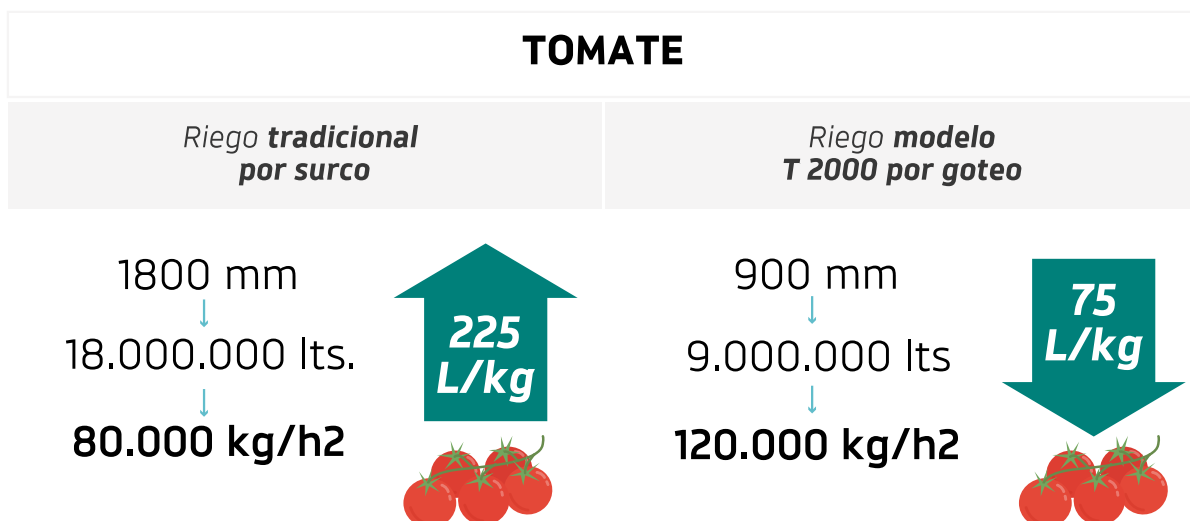 TOMATE
Riego tradicional
por surco
Riego modelo
T 2000 por goteo
1800 mm
18.000.000 lts.
80.000 kg/h2
225
L/kg
900 mm
9.000.000 lts
120.000 kg/h2
75
L/kg